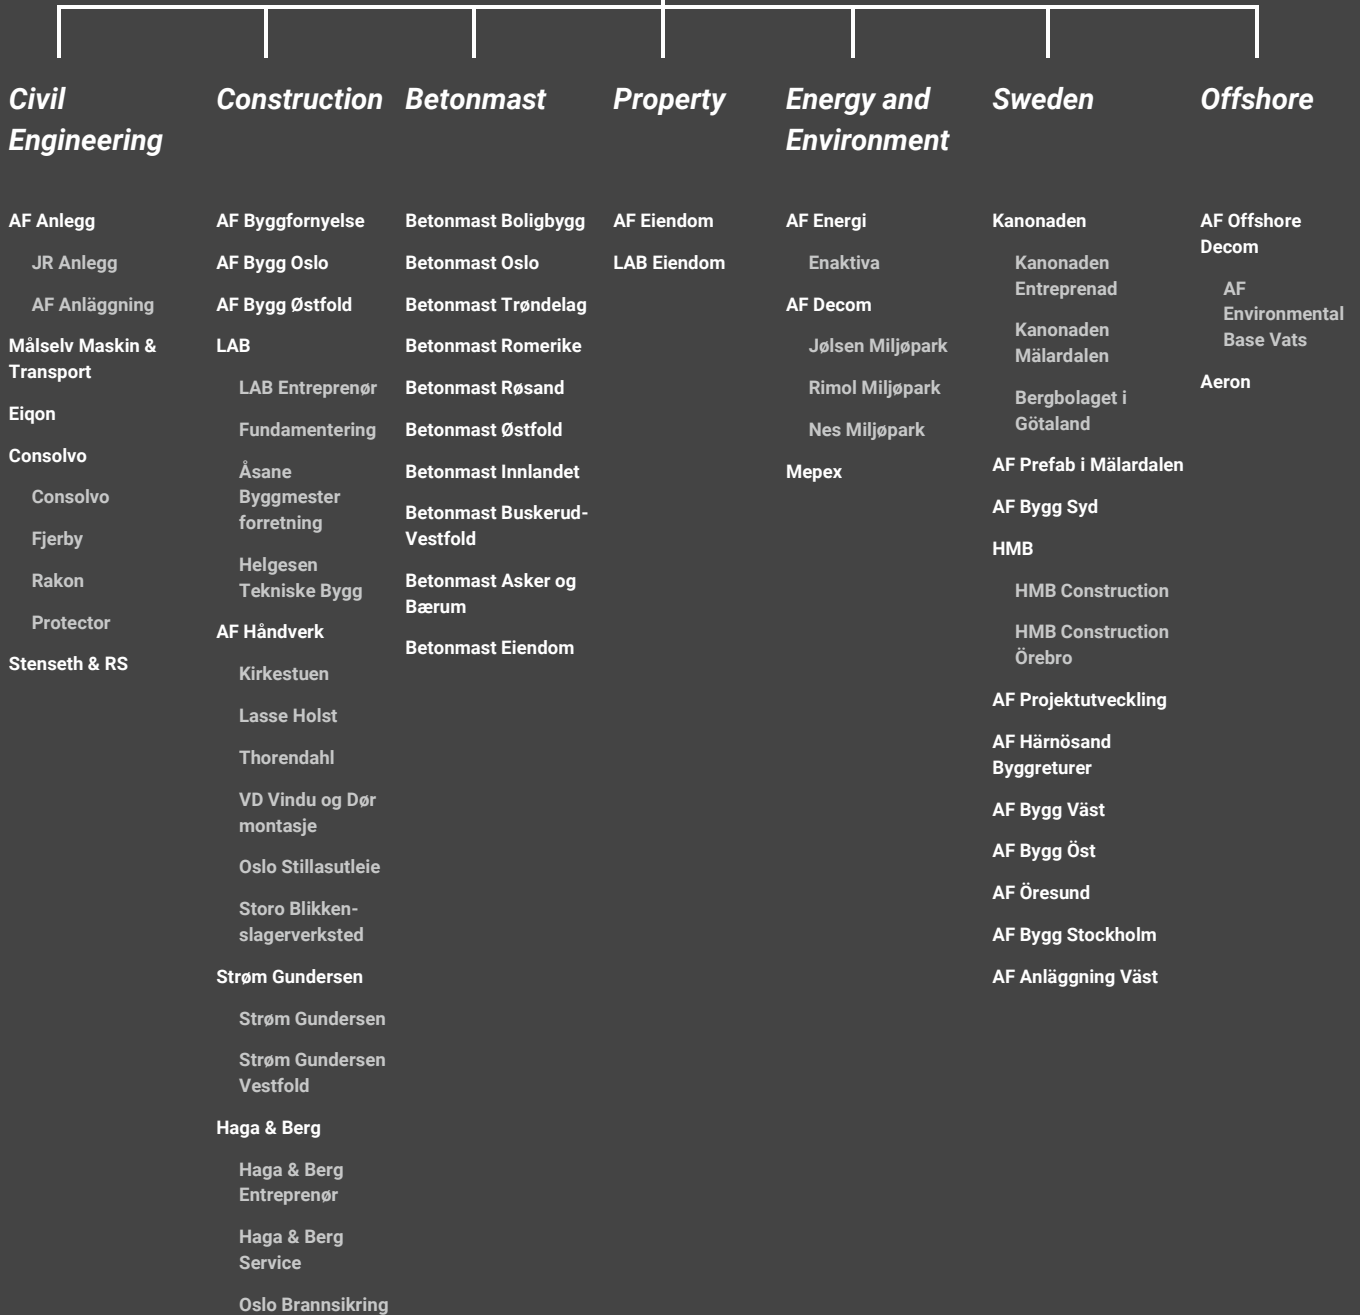 Civil
Engineering
AF Anlegg
JR Anlegg
AF Anläggning
Målselv Maskin &
Transport
Eiqon
Consolvo
Consolvo
Fjerby
Rakon
Protector
Stenseth & RS
Construction
AF Byggfornyelse
AF Bygg Oslo
AF Bygg Østfold
LAB
LAB Entreprenør
Fundamentering
Åsane
Byggmester
forretning
Helgesen
Tekniske Bygg
AF Håndverk
Kirkestuen
Lasse Holst
Thorendahl
VD Vindu og Dør
montasje
Oslo Stillasutleie
Storo Blikken-
slagerverksted
Strøm Gundersen
Strøm Gundersen
Strøm Gundersen
Vestfold
Haga & Berg
Haga & Berg
Entreprenør
Haga & Berg
Service
Oslo Brannsikring
Betonmast
Betonmast Boligbygg
Betonmast Oslo
Betonmast Trøndelag
Betonmast Romerike
Betonmast Røsand
Betonmast Østfold
Betonmast Innlandet
Betonmast Buskerud-
Vestfold
Betonmast Asker og
Bærum
Betonmast Eiendom
Property
AF Eiendom
LAB Eiendom
Energy and
Environment
AF Energi
Enaktiva
AF Decom
Jølsen Miljøpark
Rimol Miljøpark
Nes Miljøpark
Mepex
Sweden
Kanonaden
Kanonaden
Entreprenad
Kanonaden
Mälardalen
Bergbolaget i
Götaland
AF Prefab i Mälardalen
AF Bygg Syd
HMB
HMB Construction
HMB Construction
Örebro
AF Projektutveckling
AF Härnösand
Byggreturer
AF Bygg Väst
AF Bygg Öst
AF Öresund
AF Bygg Stockholm
AF Anläggning Väst
Offshore
AF Offshore
Decom
AF
Environmental
Base Vats
Aeron